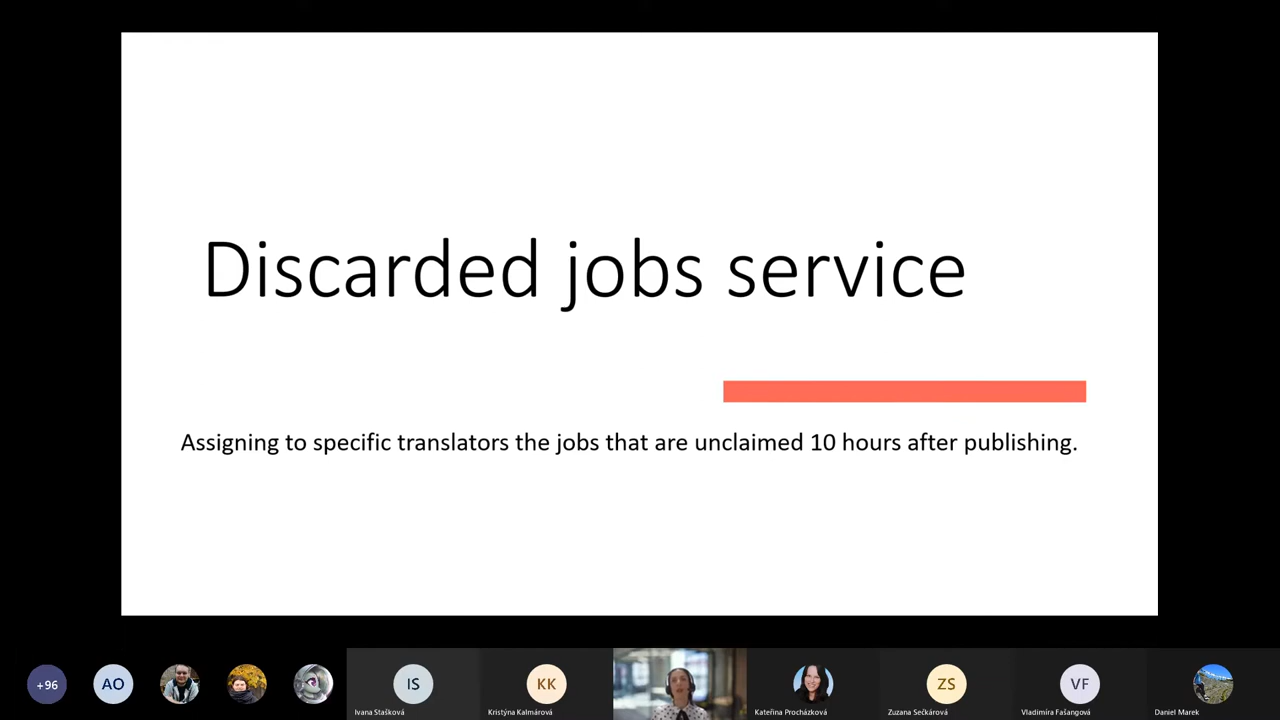 Discarded jobs service
Assigning to specific translators the jobs that are unclaimed 10 hours after publishing.
+96
AO
IS
KK
ZS
VF
Ivana Stašková
Kristýna Kalmárová
Kateřina Procházková
Zuzana Sečkárová
Vladimíra Fašangová
Daniel Marek